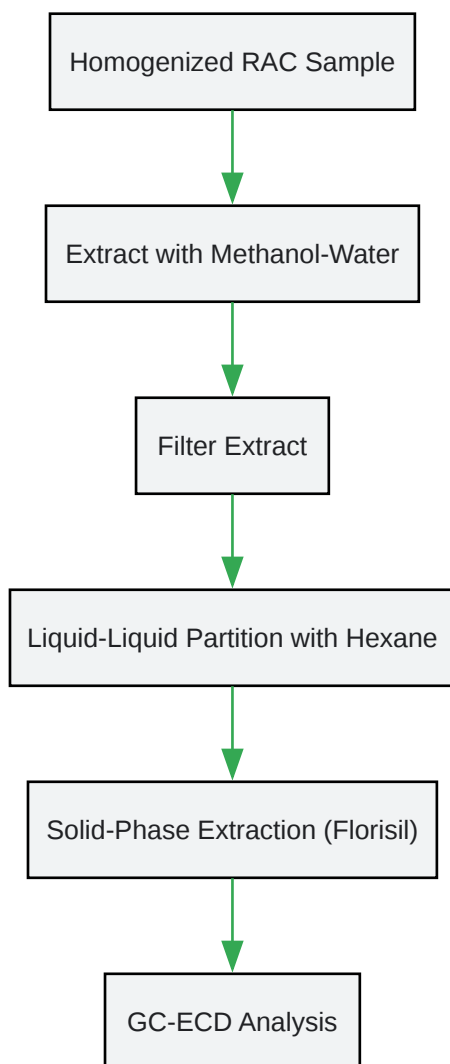 Homogenized RAC Sample
Extract with Methanol-Water
Filter Extract
Liquid-Liquid Partition with Hexane
Solid-Phase Extraction (Florisil)
GC-ECD Analysis